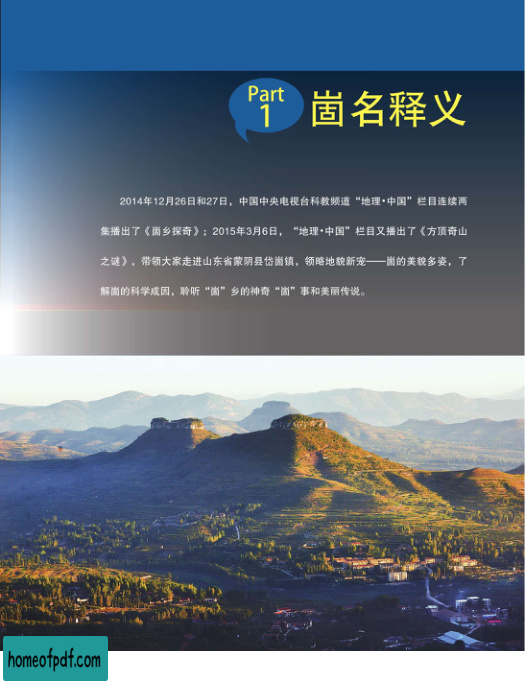 Part
1
崮名释义
2014年12月26日和27日，中国中央电视台科教频道“地理·中国”栏目连续两
集播出了《崮乡探奇》；2015年3月6日，“地理·中国”栏目又播出了《方顶奇山
之谜》，带领大家走进山东省蒙阴县岱崮镇，领略地貌新宠——崮的美貌多姿，了
解崮的科学成因，聆听“崮”乡的神奇“崮”事和美丽传说。
homeofpdf.com